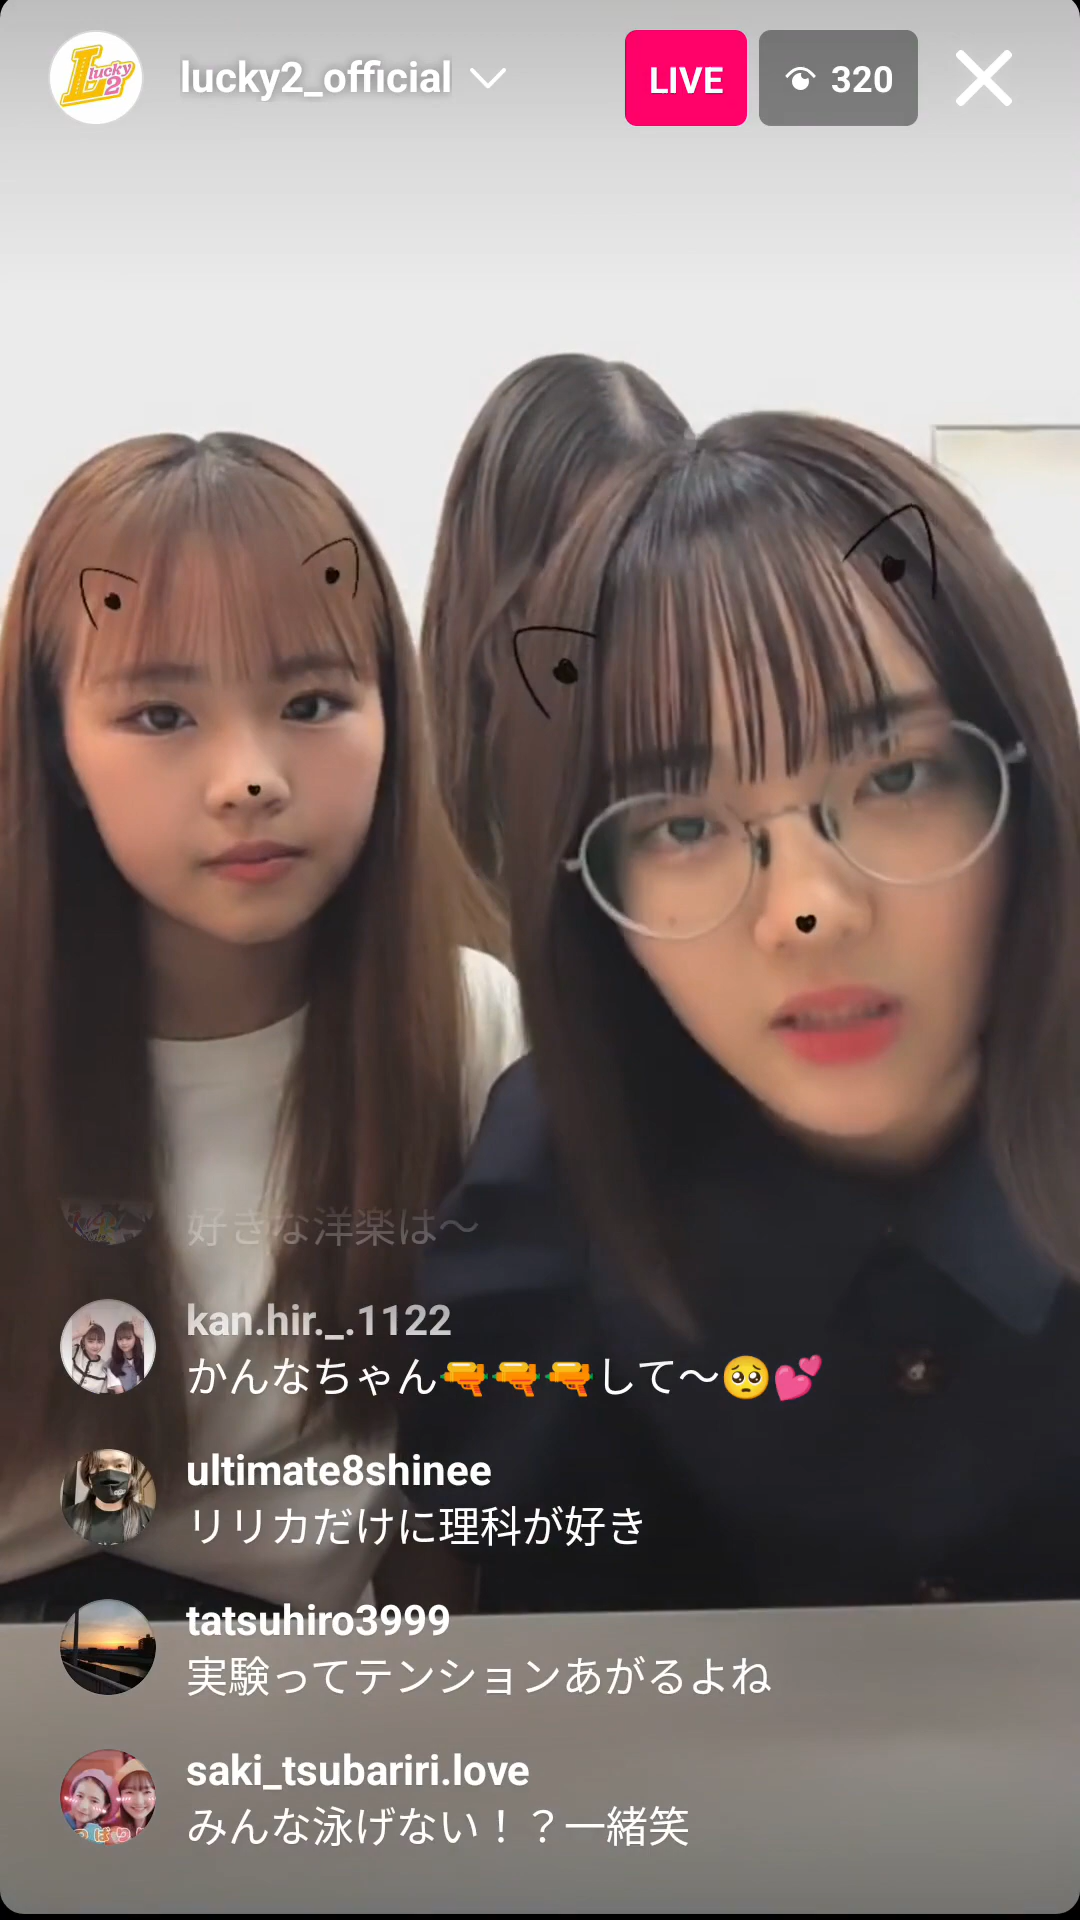 lucky2_official
LIVE
320
L lucky 2
好きな洋楽は〜
kan.hir._.1122
かんなちゃん🔫🔫🔫して〜🥺💕
ultimate8shinee
リリカだけに理科が好き
tatsuhiro3999
実験ってテンションあがるよね
saki_tsubariri.love
みんな泳げない！？一緒笑